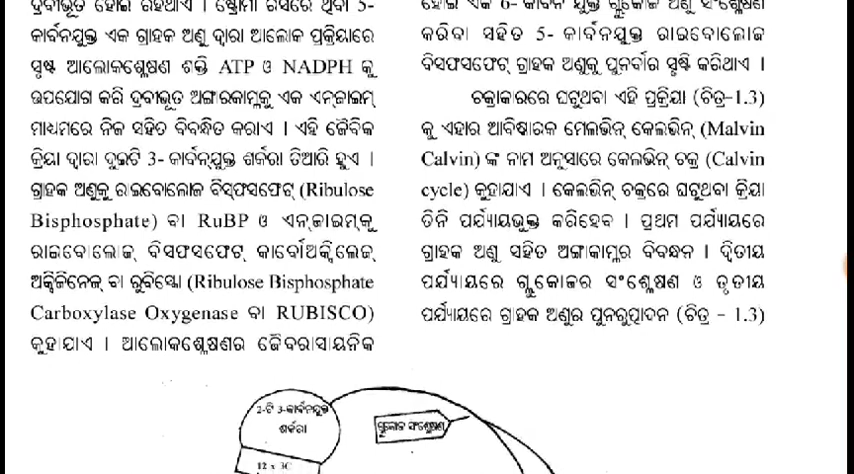 ଦ୍ରବୀଭୂତ ହୋଇ ରହିଥାଏ । ଷ୍ଟ୍ରୋମା ରସରେ ଥିବା 5-
କାର୍ବନଯୁକ୍ତ ଏକ ଗ୍ରାହକ ଅଣୁ ଦ୍ୱାରା ଆଲୋକ ପ୍ରକ୍ରିୟାରେ
ସୃଷ୍ଟ ଆଲୋକଶ୍ଳେଷଣ ଶକ୍ତି ATP ଓ NADPH କୁ
ଉପଯୋଗ କରି ଦ୍ରବୀଭୂତ ଅଙ୍ଗାରକାମ୍ଳକୁ ଏକ ଏନ୍‌ଜାଇମ୍
ମାଧ୍ୟମରେ ନିଜ ସହିତ ବିବନ୍ଧିତ କରାଏ । ଏହି ଜୈବିକ
କ୍ରିୟା ଦ୍ୱାରା ଦୁଇଟି 3- କାର୍ବନ୍‌ଯୁକ୍ତ ଶର୍କରା ତିଆରି ହୁଏ ।
ଗ୍ରାହକ ଅଣୁକୁ ରାଇବୋଲୋଜ ବିସ୍‌ଫସ୍‌ଫେଟ୍ (Ribulose
Bisphosphate) ବା RuBP ଓ ଏନ୍‌ଜାଇମ୍‌କୁ
ରାଇବୋଲୋଜ୍ ବିସଫସଫେଟ୍ କାର୍ବୋଅକ୍ସିଲେଜ୍
ଅକ୍ସିଜିନେଜ୍ ବା ରୁବିସ୍କୋ (Ribulose Bisphosphate
Carboxylase Oxygenase ବା RUBISCO)
କୁହାଯାଏ । ଆଲୋକଶ୍ଳେଷଣର ଜୈବରାସାୟନିକ
ହୋଇ ଏକ 6- କାର୍ବନ ଯୁକ୍ତ ଗ୍ଲୁକୋଜ ଅଣୁ ସଂଶ୍ଳେଷଣ
କରିବା ସହିତ 5- କାର୍ବନଯୁକ୍ତ ରାଇବୋଲୋଜ
ବିସଫସଫେଟ୍ ଗ୍ରାହକ ଅଣୁକୁ ପୁନର୍ବାର ସୃଷ୍ଟି କରିଥାଏ ।
ଚକ୍ରାକାରରେ ଘଟୁଥବା ଏହି ପ୍ରକ୍ରିୟା (ଚିତ୍ର-1.3)
କୁ ଏହାର ଆବିଷ୍କାରକ ମେଲଭିନ୍ କେଲଭିନ୍ (Malvin
Calvin) ଙ୍କ ନାମ ଅନୁସାରେ କେଲଭିନ ଚକ୍ର (Calvin
cycle) କୁହାଯାଏ । କେଲଭିନ୍ ଚକ୍ରରେ ଘଟୁଥବା କ୍ରିୟା
ତିନି ପର୍ଯ୍ୟାୟଭୁକ୍ତ କରିହେବ । ପ୍ରଥମ ପର୍ଯ୍ୟାୟରେ
ଗ୍ରାହକ ଅଣୁ ସହିତ ଅଙ୍ଗାକାମ୍ଳର ବିବନ୍ଧନ । ଦ୍ୱିତୀୟ
ପର୍ଯ୍ୟାୟରେ ଗ୍ଲୁକୋଜର ସଂଶ୍ଳେଷଣ ଓ ତୃତୀୟ
ପର୍ଯ୍ୟାୟରେ ଗ୍ରାହକ ଅଣୁର ପୁନରୁତ୍ପାଦନ (ଚିତ୍ର – 1.3)
2-ଟି 3-କାର୍ବନଯୁକ୍ତ
ଶର୍କରା
ଗ୍ଲୁକୋଜ ସଂଶ୍ଳେଷଣ
12 x 3C